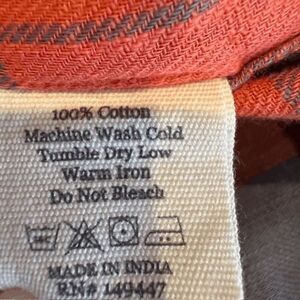 100% Cotton
Machine Wash Cold
Tumble Dry Low
Warm Iron
Do Not Bleach
MADE IN INDIA
RN# 149447